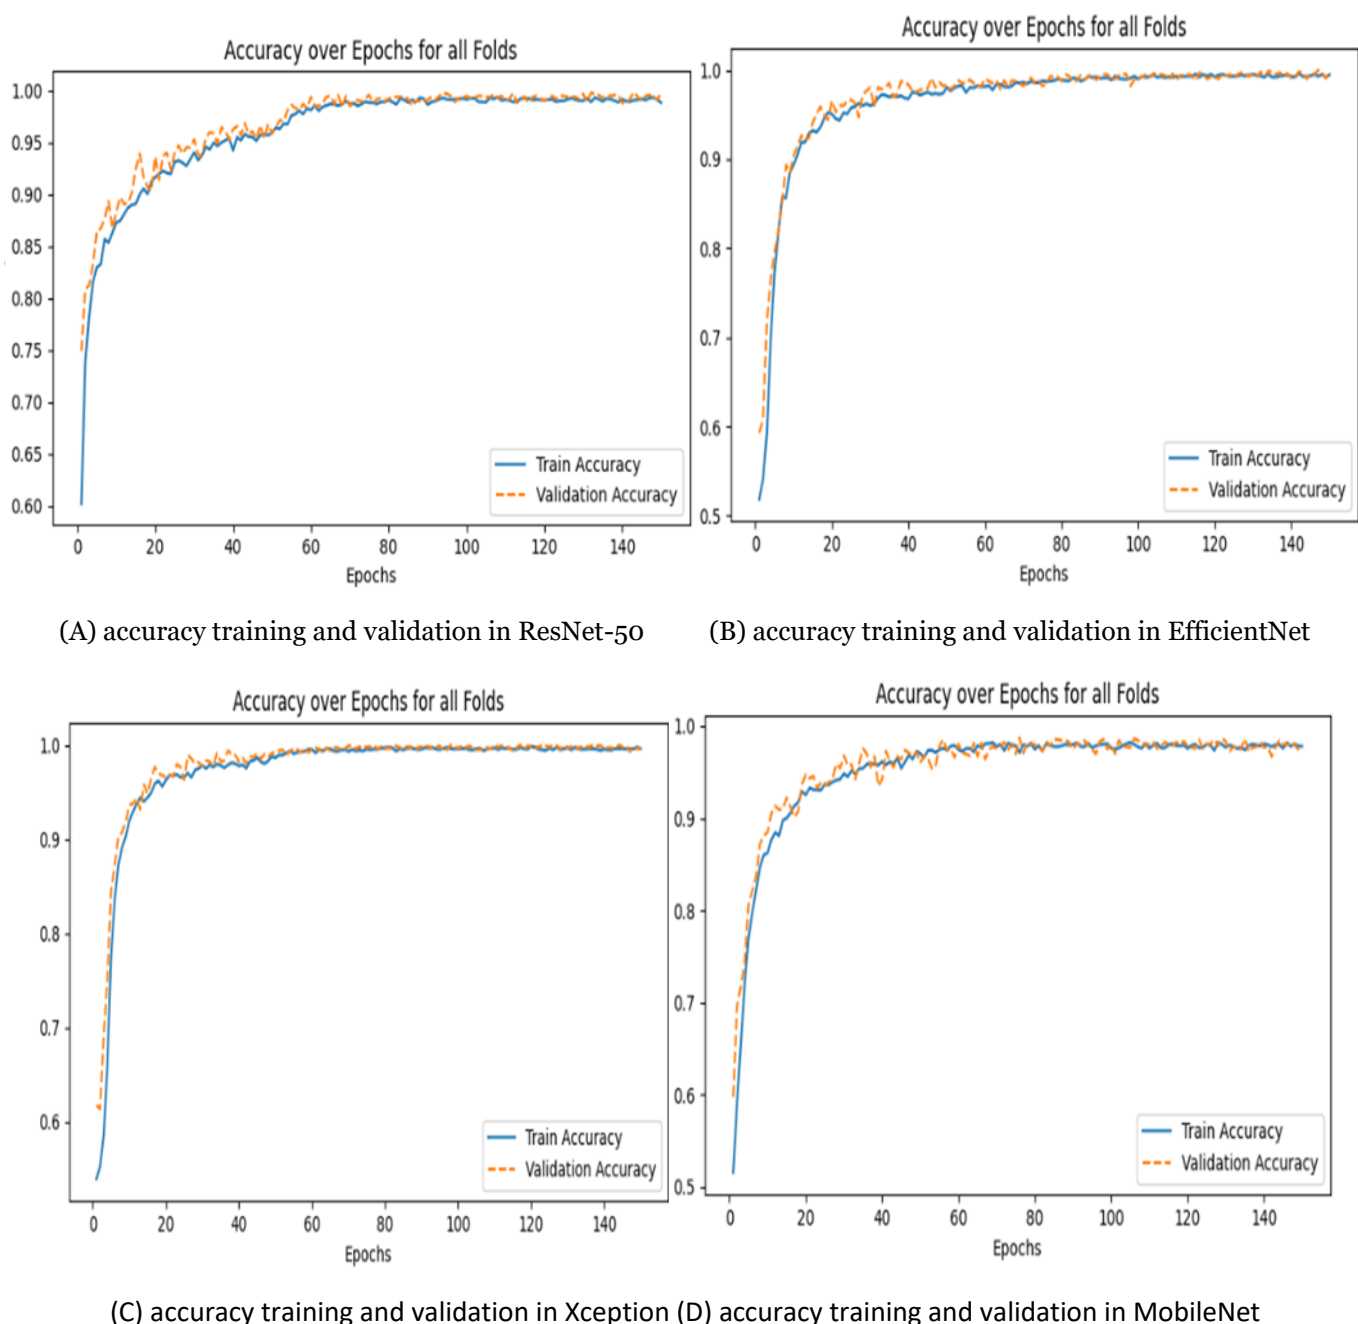 Accuracy over Epochs for all Folds
1.00
0.95
0.90
0.85
0.80
0.75
0.70
0.65
0.60
0 20 40 60 80 100 120 140
Epochs
Train Accuracy
Validation Accuracy
Accuracy over Epochs for all Folds
1.0
0.9
0.8
0.7
0.6
0.5
0 20 40 60 80 100 120 140
Epochs
Train Accuracy
Validation Accuracy
(A) accuracy training and validation in ResNet-50 (B) accuracy training and validation in EfficientNet
Accuracy over Epochs for all Folds
1.0
0.9
0.8
0.7
0.6
0 20 40 60 80 100 120 140
Epochs
Train Accuracy
Validation Accuracy
Accuracy over Epochs for all Folds
1.0
0.9
0.8
0.7
0.6
0.5
0 20 40 60 80 100 120 140
Epochs
Train Accuracy
Validation Accuracy
(C) accuracy training and validation in Xception (D) accuracy training and validation in MobileNet